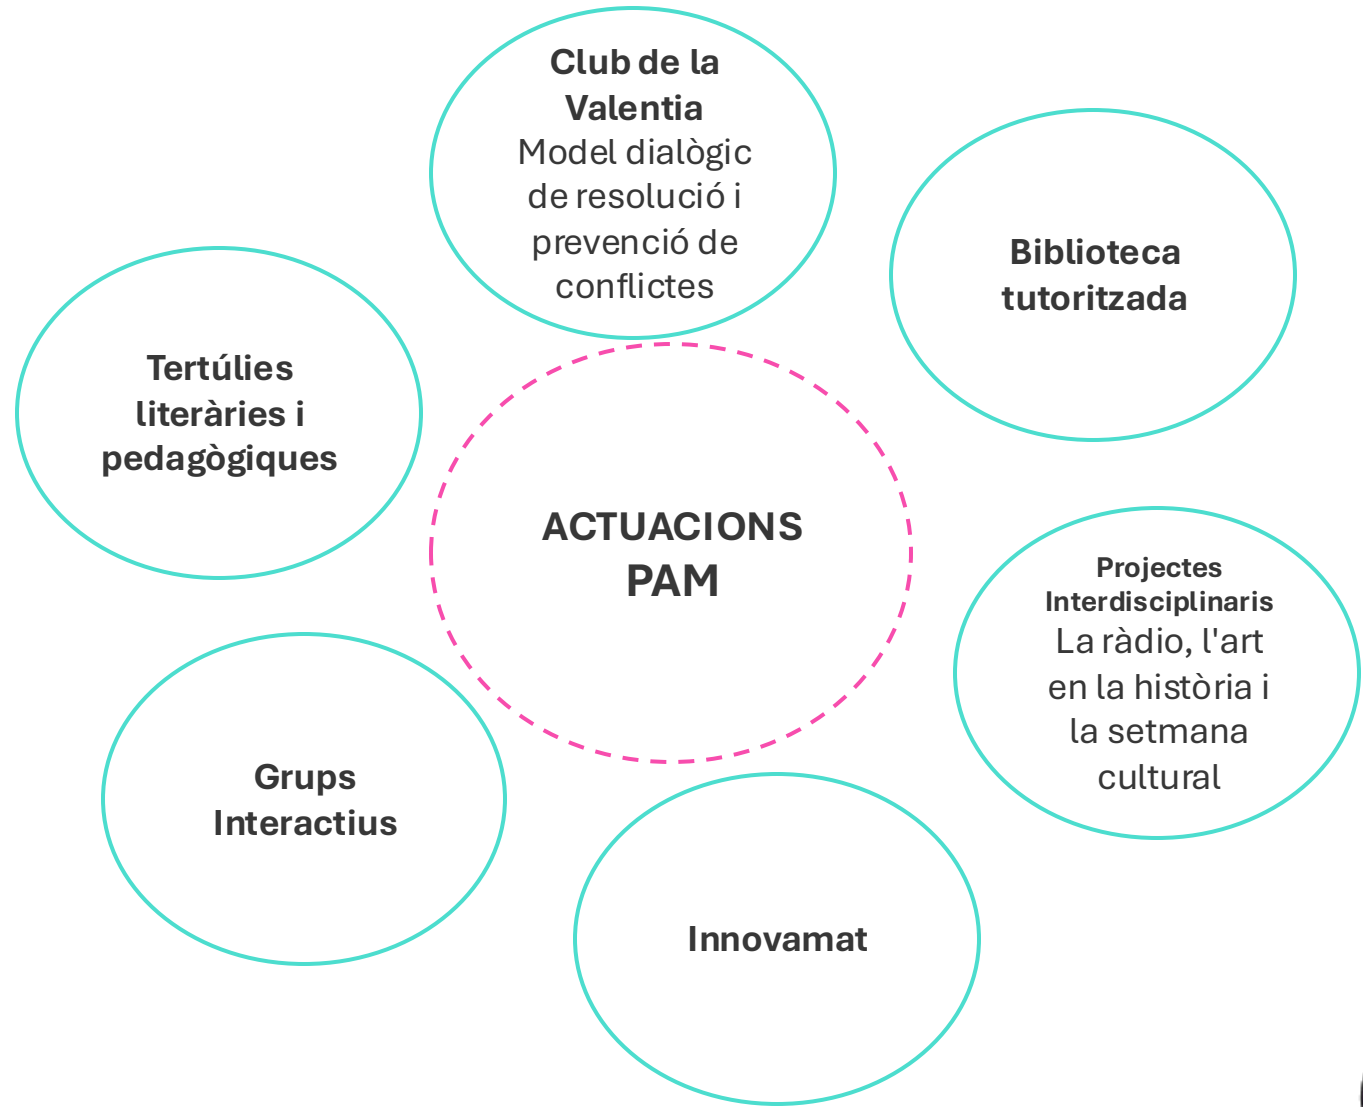 Club de la
Valentia
Model dialògic
de resolució i
prevenció de
conflictes
Biblioteca
tutoritzada
Tertúlies
literàries i
pedagògiques
ACTUACIONS
PAM
Projectes
Interdisciplinaris
La ràdio, l'art
en la història i
la setmana
cultural
Grups
Interactius
Innovamat